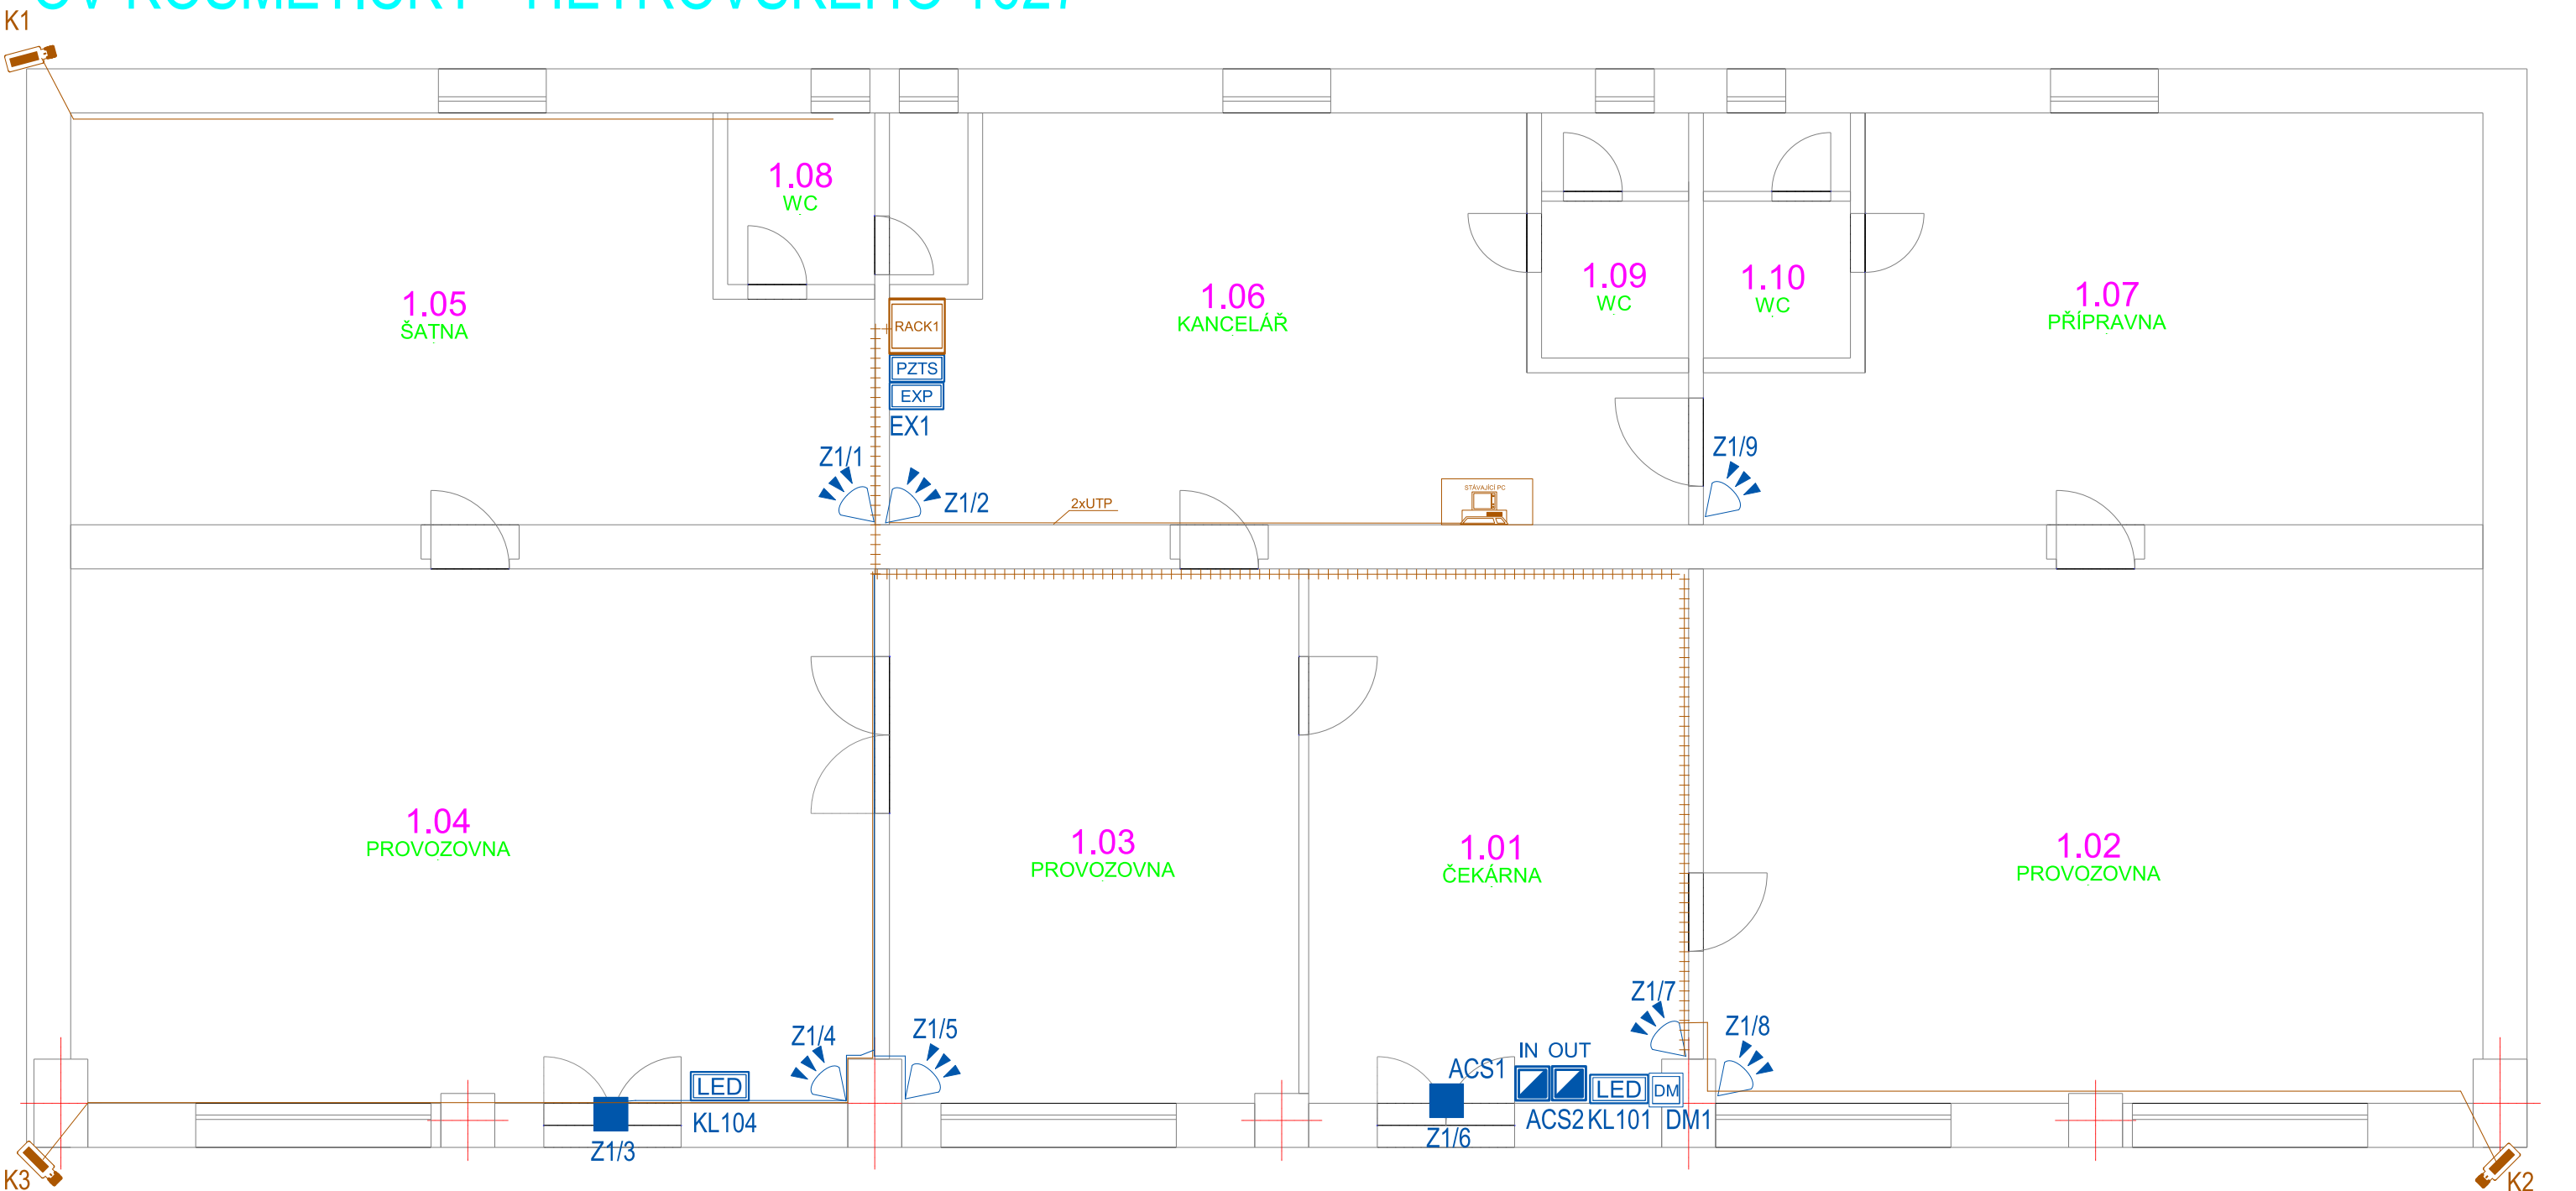 K1
1.08
WC
1.05
ŠATNA
1.06
KANCELÁŘ
1.09
WC
1.10
WC
1.07
PŘÍPRAVNA
RACK1
PZTS
EXP
EX1
Z1/1
Z1/2
2xUTP
STÁVAJÍCÍ PC
Z1/9
1.04
PROVOZOVNA
1.03
PROVOZOVNA
1.01
ČEKÁRNA
1.02
PROVOZOVNA
Z1/4
Z1/5
Z1/7
Z1/8
IN OUT
ACS1
LED
LED
DM
KL104
ACS2 KL101 DM1
Z1/3
Z1/6
K3
K2